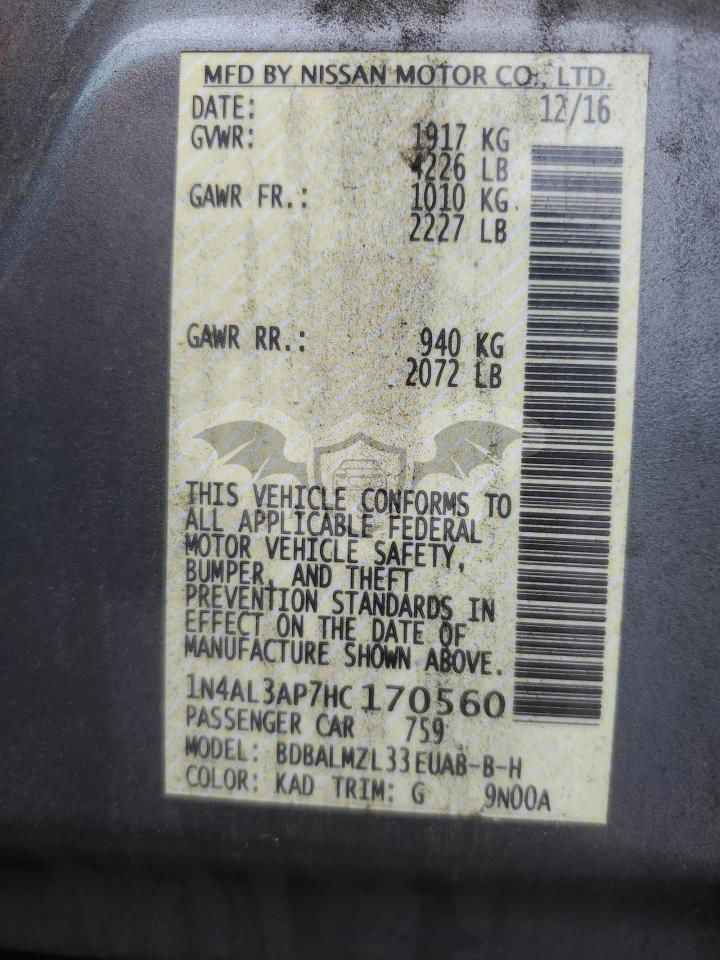 MFD BY NISSAN MOTOR CO., LTD.
DATE: 12/16
GVWR: 1917 KG
4226 LB
GAWR FR.: 1010 KG
2227 LB
GAWR RR.: 940 KG
2072 LB
THIS VEHICLE CONFORMS TO
ALL APPLICABLE FEDERAL
MOTOR VEHICLE SAFETY,
BUMPER, AND THEFT
PREVENTION STANDARDS IN
EFFECT ON THE DATE OF
MANUFACTURE SHOWN ABOVE.
1N4AL3AP7HC170560
PASSENGER CAR 759
MODEL: BDBALMZL33EUAB-B-H
COLOR: KAD TRIM: G 9N00A